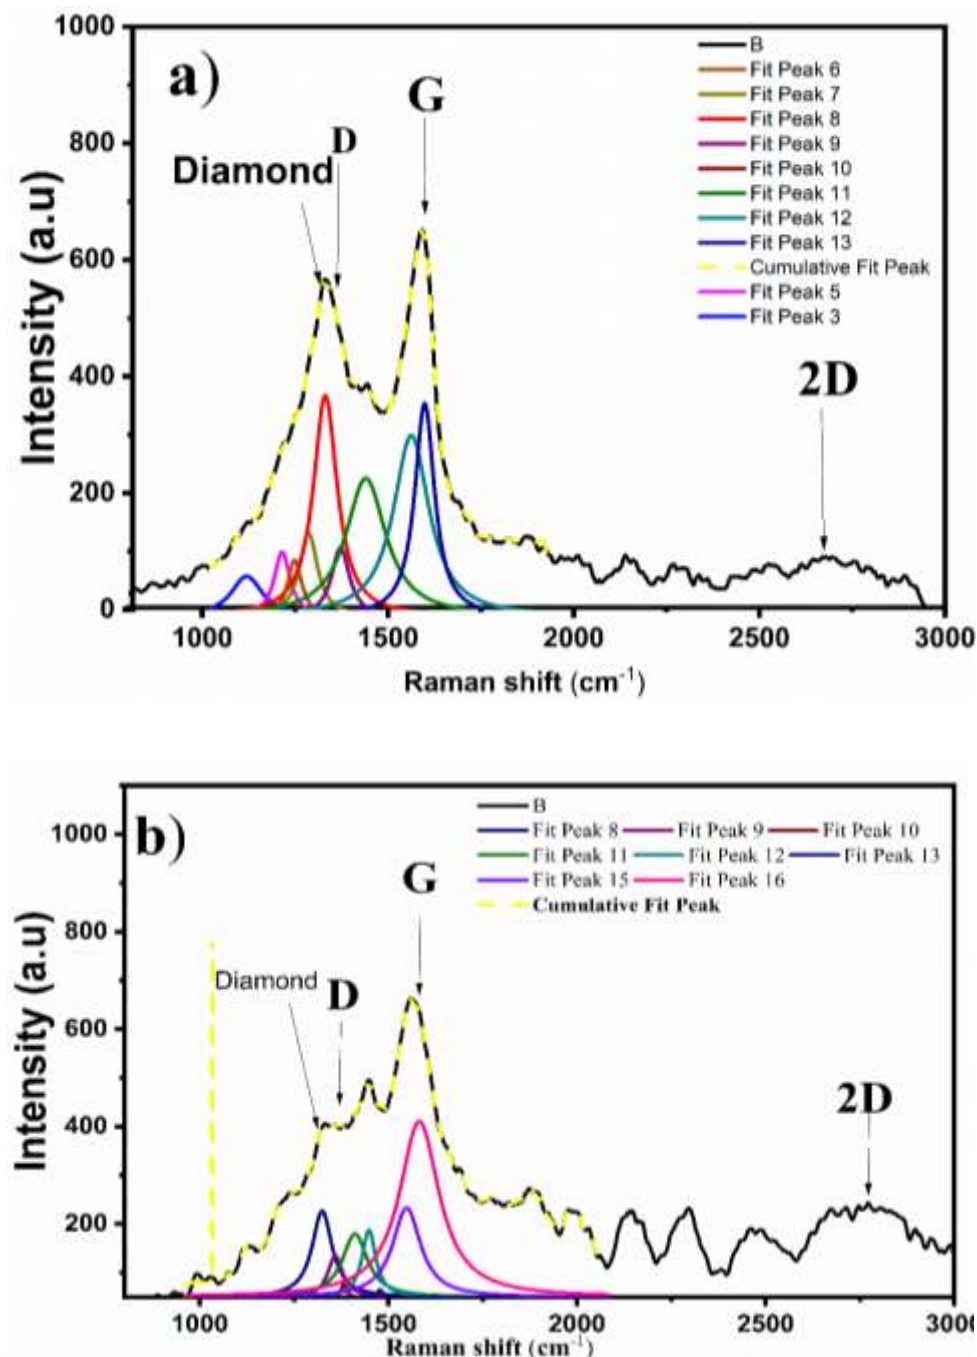 a)
G
D
Diamond
2D
B
Fit Peak 6
Fit Peak 7
Fit Peak 8
Fit Peak 9
Fit Peak 10
Fit Peak 11
Fit Peak 12
Fit Peak 13
Cumulative Fit Peak
Fit Peak 5
Fit Peak 3
Intensity (a.u)
1000
800
600
400
200
0
1000 1500 2000 2500 3000
Raman shift (cm⁻¹)
b)
G
Diamond
D
2D
B
Fit Peak 8 Fit Peak 9 Fit Peak 10
Fit Peak 11 Fit Peak 12 Fit Peak 13
Fit Peak 15 Fit Peak 16
Cumulative Fit Peak
Intensity (a.u)
1000
800
600
400
200
1000 1500 2000 2500 300
Raman shift (cm⁻¹)